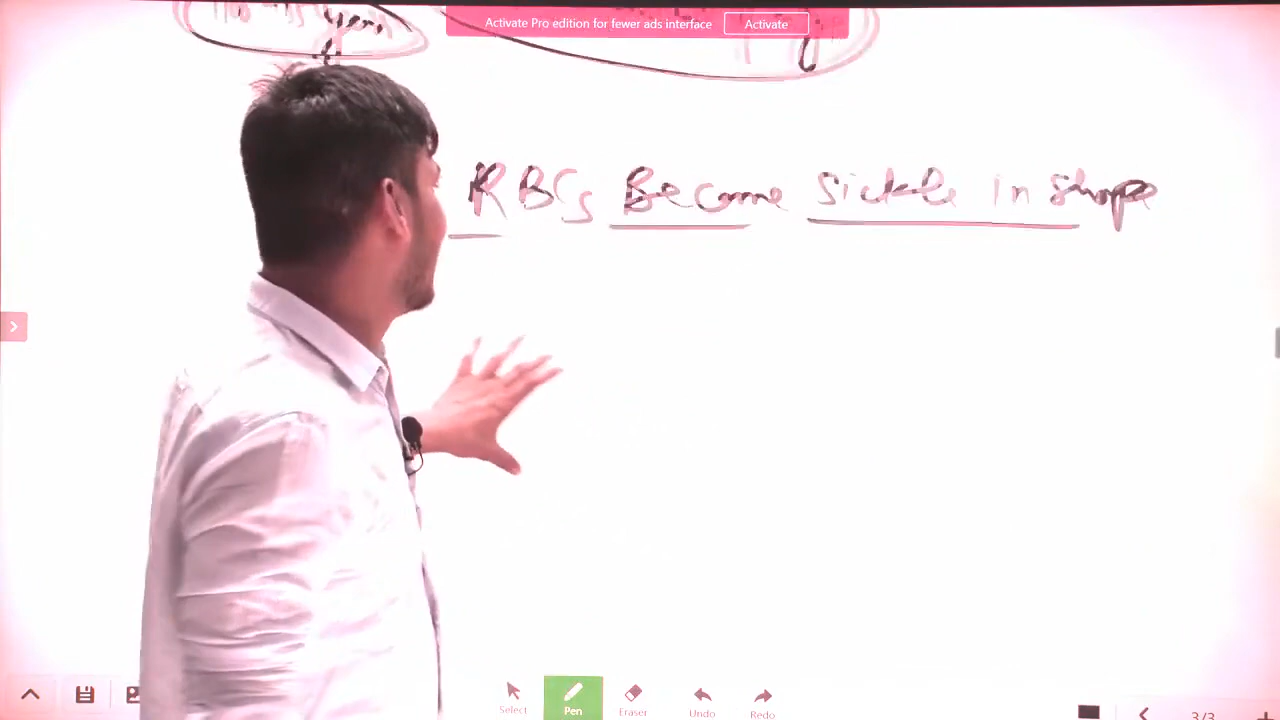 Activate Pro edition for fewer ads interface Activate
RBCs Become Sickle in shape
Select Pen Eraser Undo Redo 3/3